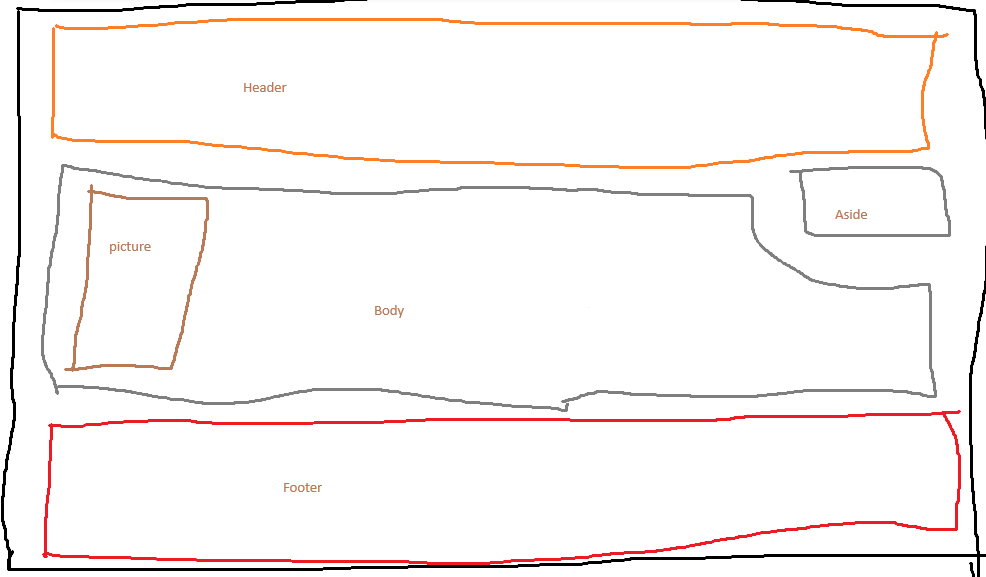 Header
Aside
picture
Body
Footer